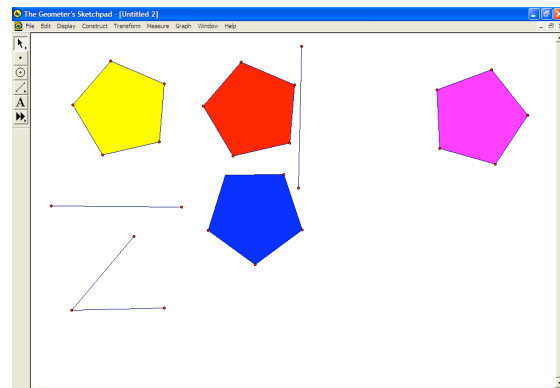 The Geometer's Sketchpad - [Untitled 2]
File Edit Display Construct Transform Measure Graph Window Help
A